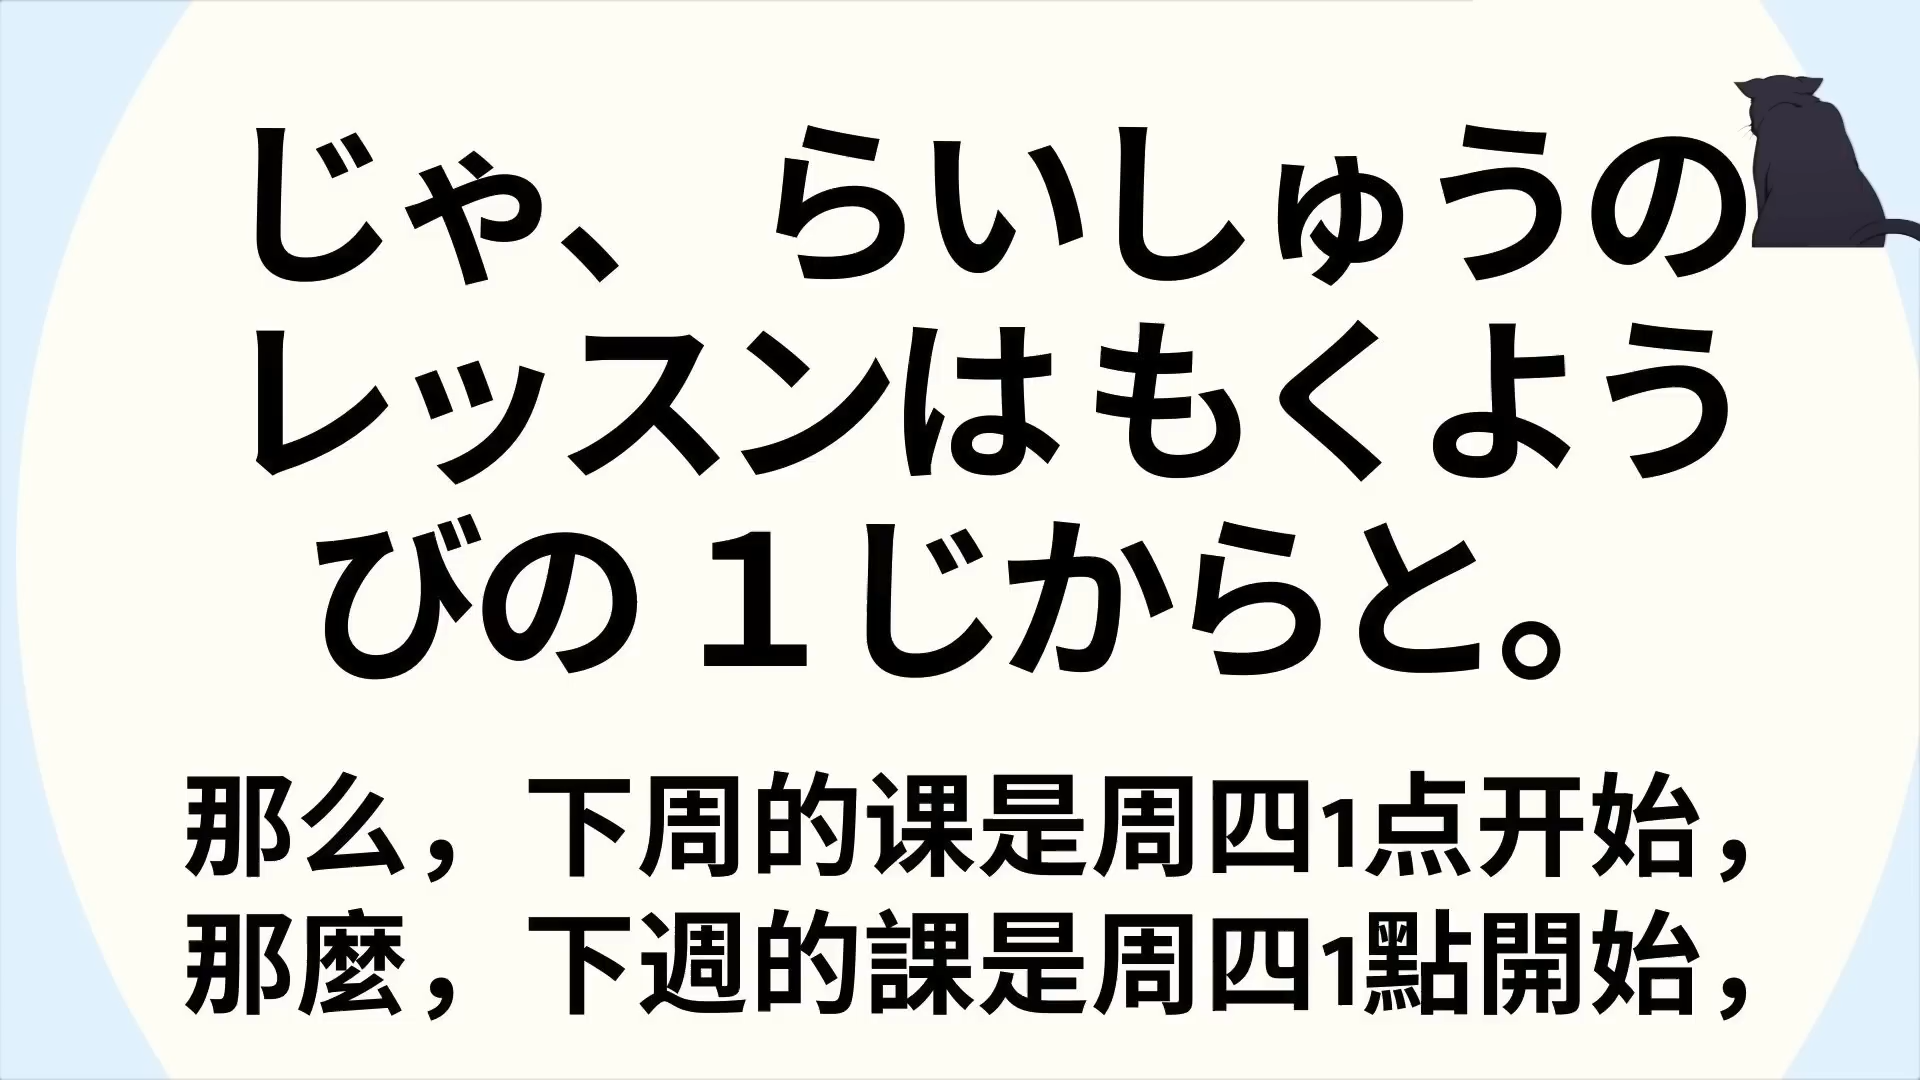 じゃ、 らいしゅうの
レッスンは もくよう
びの １じからと。
那么，下周的课是周四1点开始，
那麼，下週的課是周四1點開始，